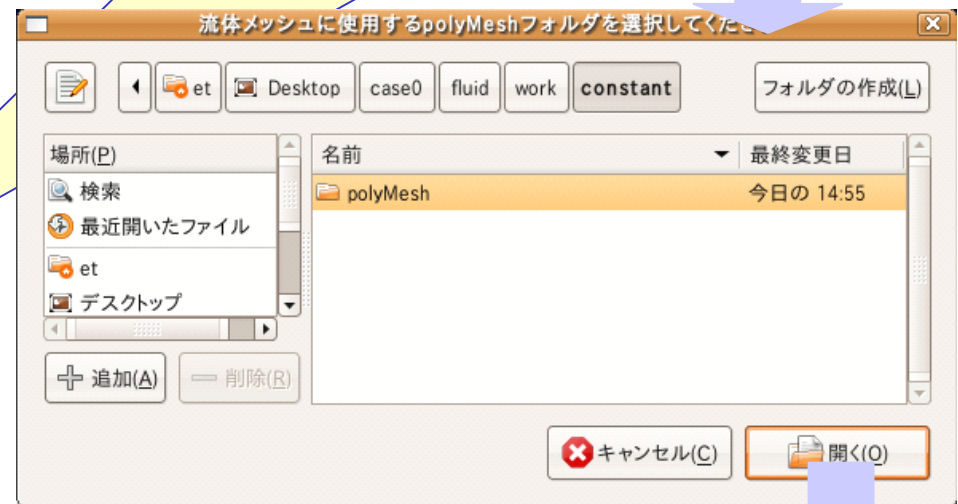 流体メッシュに使用するpolyMeshフォルダを選択してくだ
et Desktop case0 fluid work constant フォルダの作成(L)
場所(P) 名前 最終変更日
検索 polyMesh 今日の 14:55
最近開いたファイル
et
デスクトップ
追加(A) 削除(R)
キャンセル(C) 開く(O)